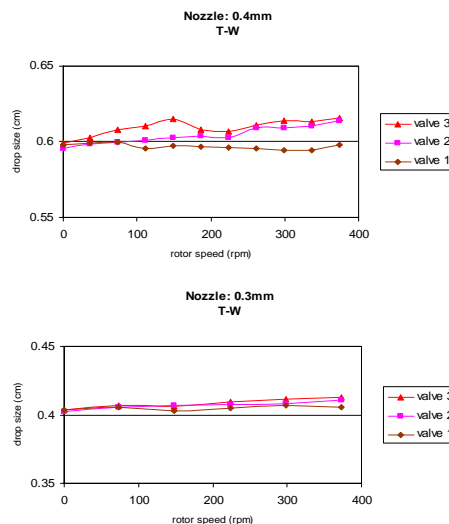 Nozzle: 0.4mm
T-W
0.65
0.6
0.55
drop size (cm)
0
100
200
300
400
rotor speed (rpm)
valve 3
valve 2
valve 1
Nozzle: 0.3mm
T-W
0.45
0.4
0.35
drop size (cm)
0
100
200
300
400
rotor speed (rpm)
valve 3
valve 2
valve 1